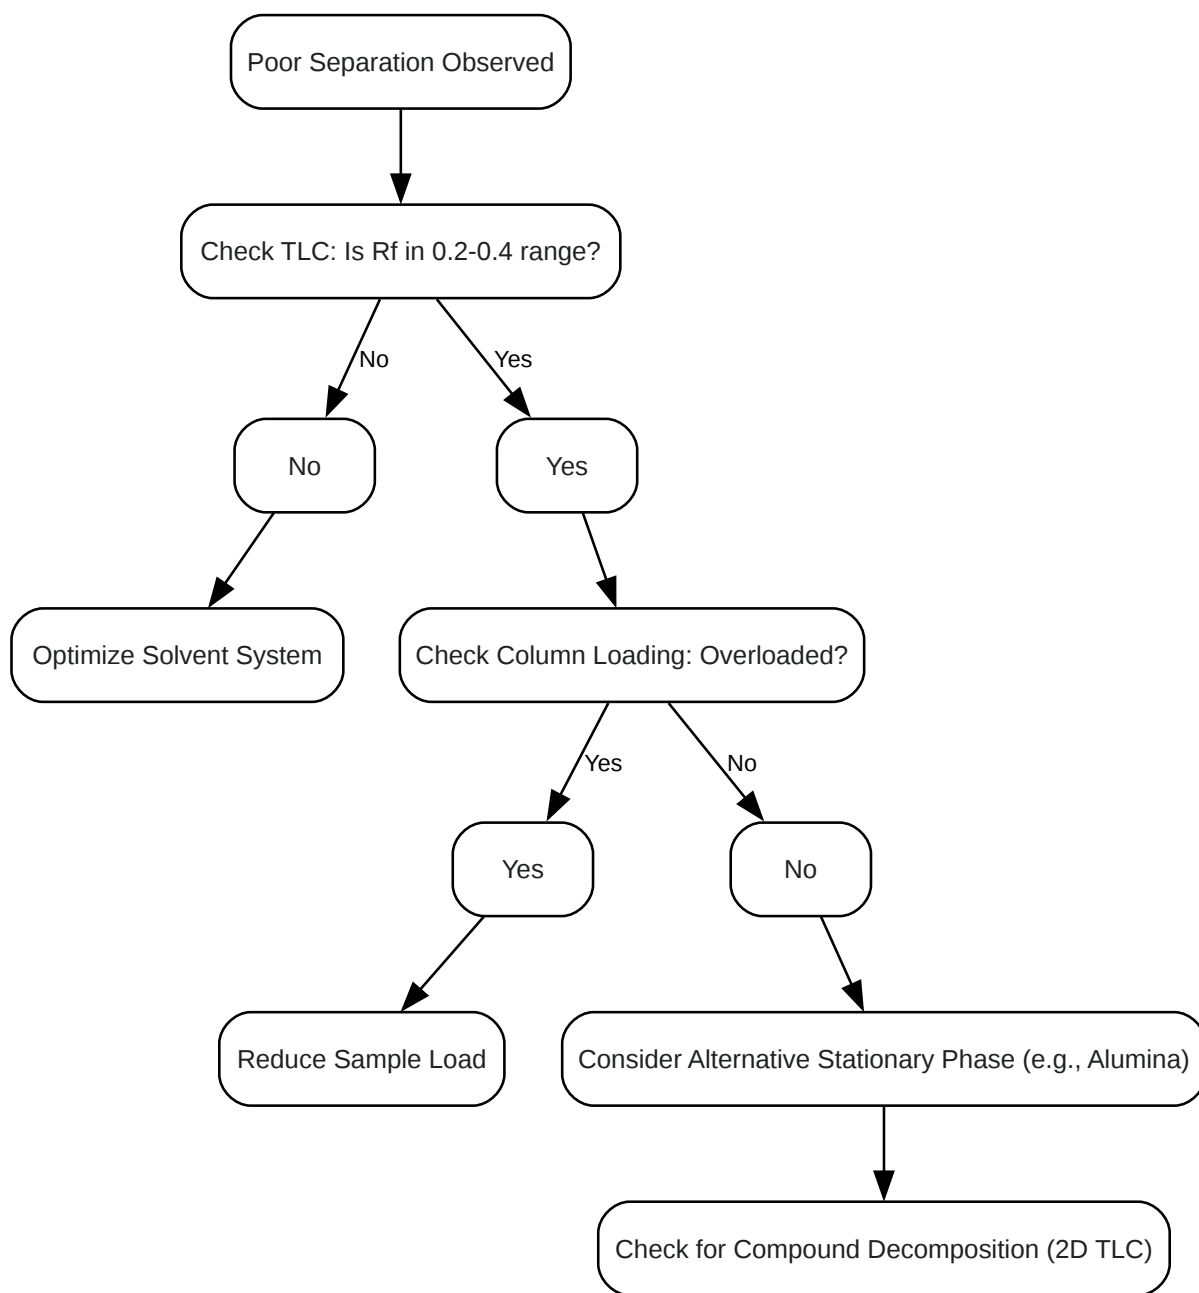 Poor Separation Observed
Check TLC: Is Rf in 0.2-0.4 range?
No
Yes
No
Yes
Optimize Solvent System
Check Column Loading: Overloaded?
Yes
No
Yes
No
Reduce Sample Load
Consider Alternative Stationary Phase (e.g., Alumina)
Check for Compound Decomposition (2D TLC)